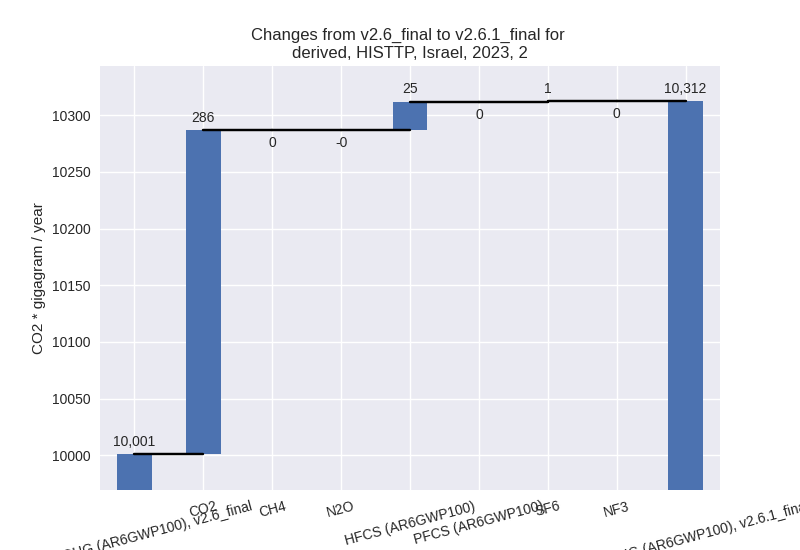 Changes from v2.6_final to v2.6.1_final for
derived, HISTTP, Israel, 2023, 2
CO2 * gigagram / year
10300
10250
10200
10150
10100
10050
10000
10,001
286
0
-0
25
0
1
0
10,312
(AR6GWP100), v2.6_final
CO2
CH4
N2O
HFCS (AR6GWP100)
PFCS (AR6GWP100)
SF6
NF3
(AR6GWP100),